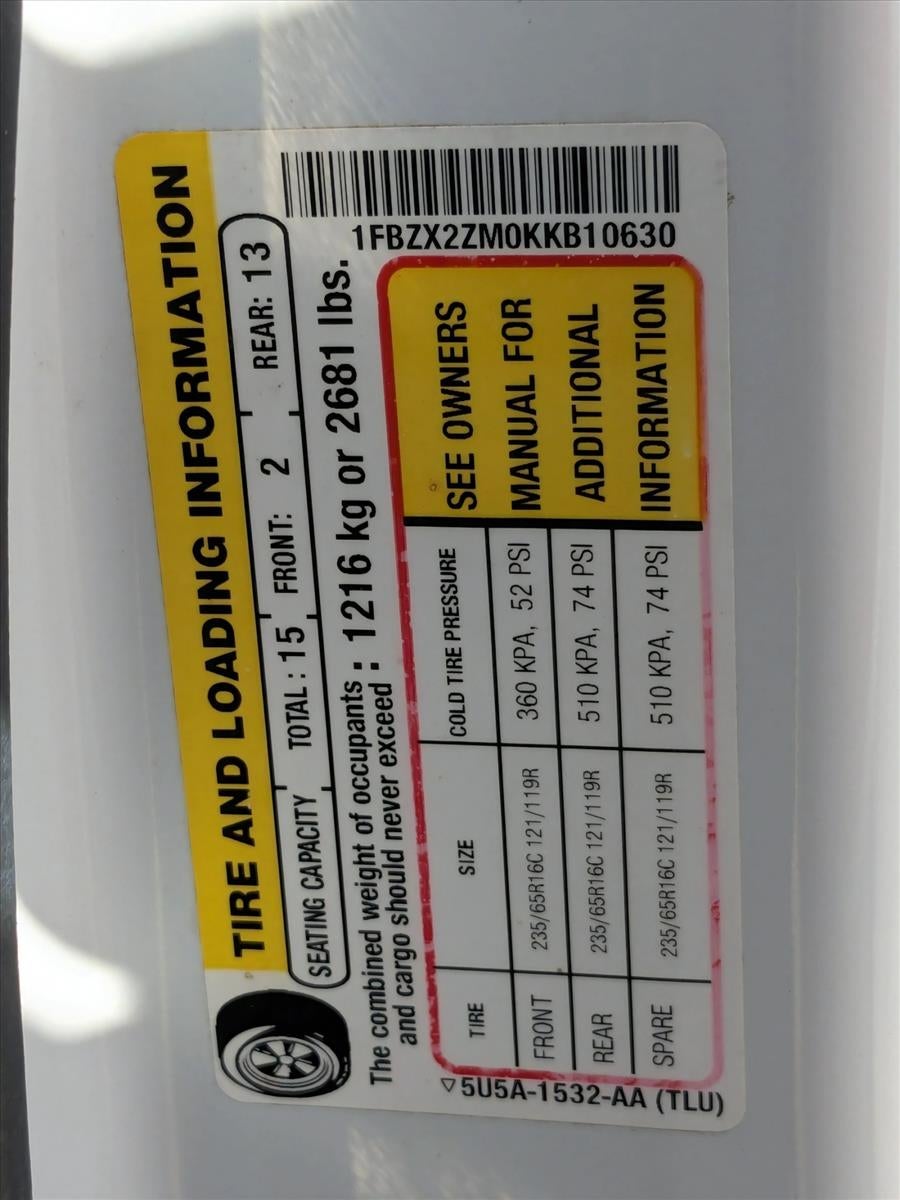 TIRE AND LOADING INFORMATION
SEATING CAPACITY TOTAL : 15 FRONT: 2 REAR: 13
The combined weight of occupants
and cargo should never exceed : 1216 kg or 2681 lbs.
TIRE SIZE COLD TIRE PRESSURE
FRONT 235/65R16C 121/119R 360 KPA, 52 PSI
REAR 235/65R16C 121/119R 510 KPA, 74 PSI
SPARE 235/65R16C 121/119R 510 KPA, 74 PSI
SEE OWNERS
MANUAL FOR
ADDITIONAL
INFORMATION
5U5A-1532-AA (TLU)
1FBZX2ZM0KKB10630